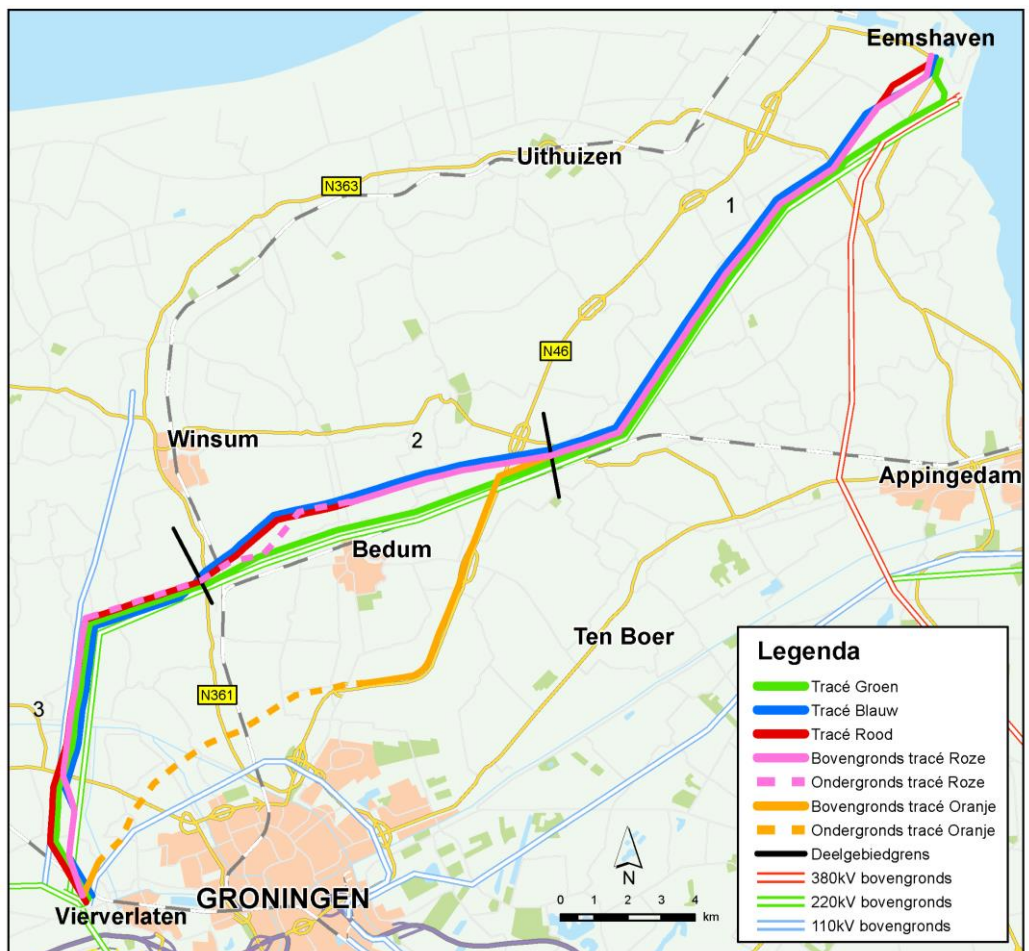 Eemshaven
Uithuizen
N363
1
N46
Winsum
2
Appingedam
Bedum
Ten Boer
N361
3
GRONINGEN
Vierverlaten
N
0 1 2 3 4
km
Legenda
Tracé Groen
Tracé Blauw
Tracé Rood
Bovengronds tracé Roze
Ondergronds tracé Roze
Bovengronds tracé Oranje
Ondergronds tracé Oranje
Deelgebiedgrens
380kV bovengronds
220kV bovengronds
110kV bovengronds